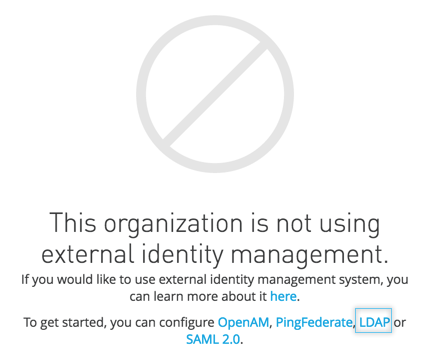 This organization is not using
external identity management.
If you would like to use external identity management system, you
can learn more about it here.
To get started, you can configure OpenAM, PingFederate, LDAP or
SAML 2.0.